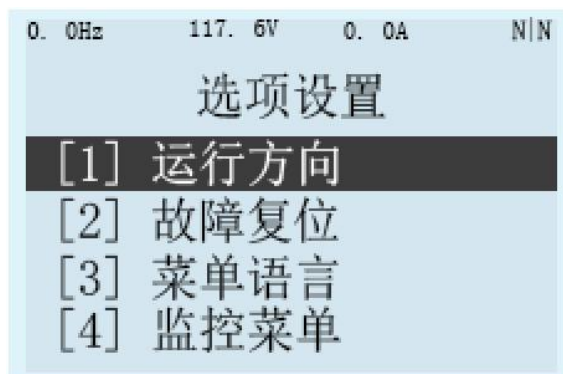 0. 0Hz 117. 6V 0. 0A N|N
选项设置
[1] 运行方向
[2] 故障复位
[3] 菜单语言
[4] 监控菜单